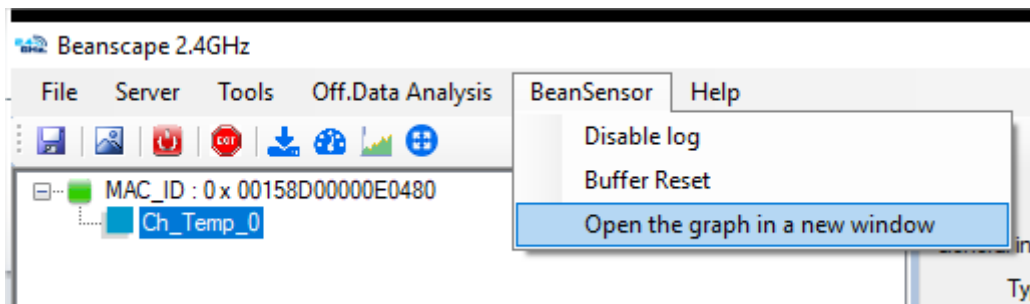 Beanscape 2.4GHz
File Server Tools Off.Data Analysis BeanSensor Help
Disable log
Buffer Reset
Open the graph in a new window
MAC_ID : 0 x 00158D00000E0480
Ch_Temp_0
Ty